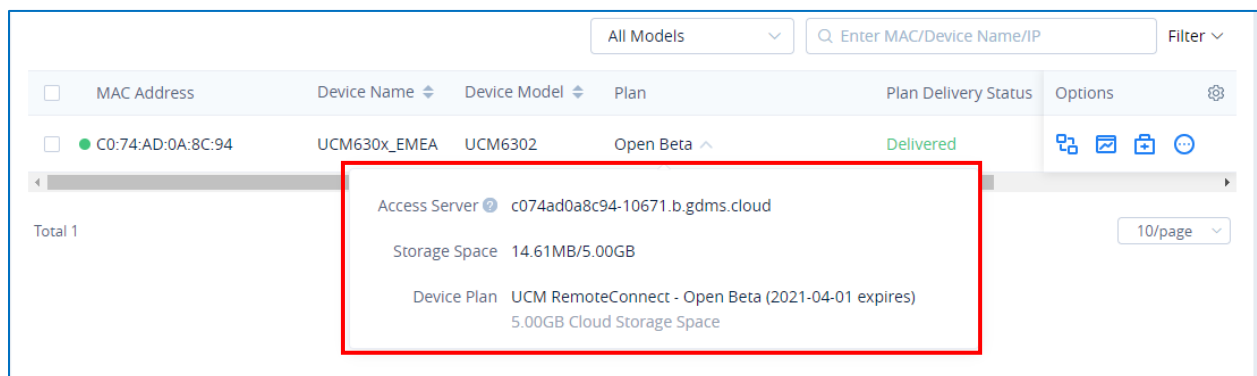 All Models Enter MAC/Device Name/IP Filter
MAC Address Device Name Device Model Plan Plan Delivery Status Options
C0:74:AD:0A:8C:94 UCM630x_EMEA UCM6302 Open Beta Delivered
Access Server c074ad0a8c94-10671.b.gdms.cloud
Total 1 10/page
Storage Space 14.61MB/5.00GB
Device Plan UCM RemoteConnect - Open Beta (2021-04-01 expires)
5.00GB Cloud Storage Space